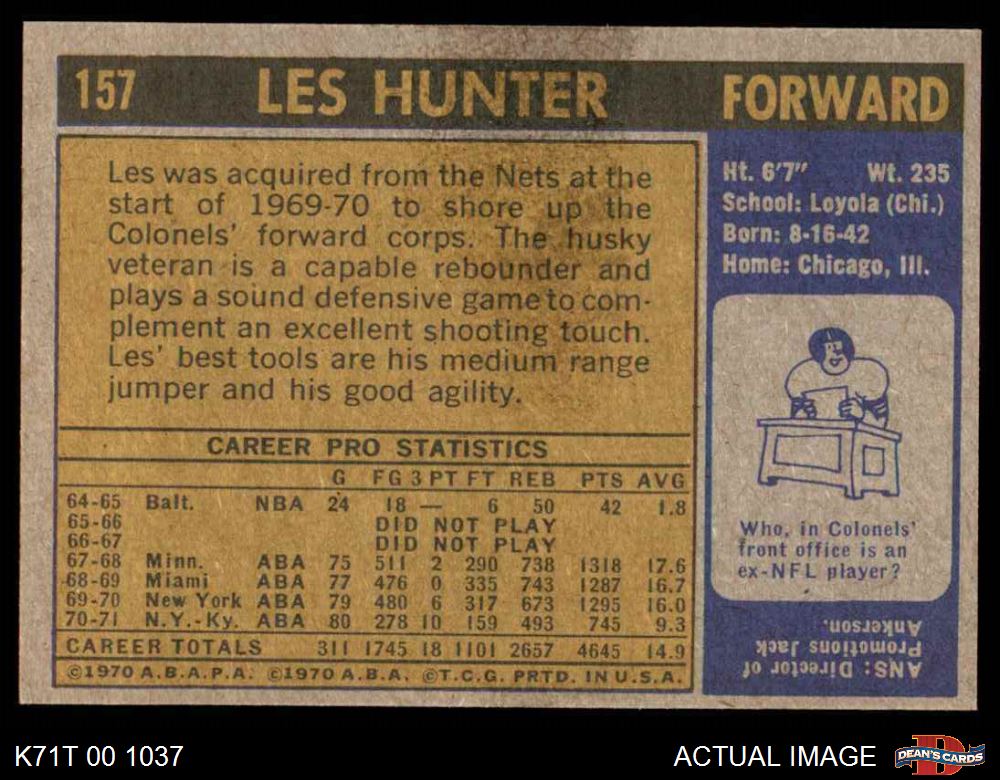 157 LES HUNTER FORWARD
Les was acquired from the Nets at the
start of 1969-70 to shore up the
Colonels' forward corps. The husky
veteran is a capable rebounder and
plays a sound defensive game to com-
plement an excellent shooting touch.
Les' best tools are his medium range
jumper and his good agility.
CAREER PRO STATISTICS
G FG 3 PT FT REB PTS AVG
64-65 Balt. NBA 24 18 — 6 50 42 1.8
65-66 DID NOT PLAY
66-67 DID NOT PLAY
67-68 Minn. ABA 75 511 2 290 738 1318 17.6
68-69 Miami ABA 77 476 0 335 743 1287 16.7
69-70 New York ABA 79 480 6 317 673 1295 16.0
70-71 N.Y.-Ky. ABA 80 278 10 159 493 745 9.3
CAREER TOTALS 311 1745 18 1101 2657 4645 14.9
©1970 A.B.A.P.A. ©1970 A.B.A. ©T.C.G. PRTD. IN U.S.A.
Ht. 6'7" Wt. 235
School: Loyola (Chi.)
Born: 8-16-42
Home: Chicago, Ill.
Who, in Colonels'
front office is an
ex-NFL player?
ANS: Director of
Promotions Jack
Ankerson.
K71T 00 1037 ACTUAL IMAGE DEAN'S CARDS